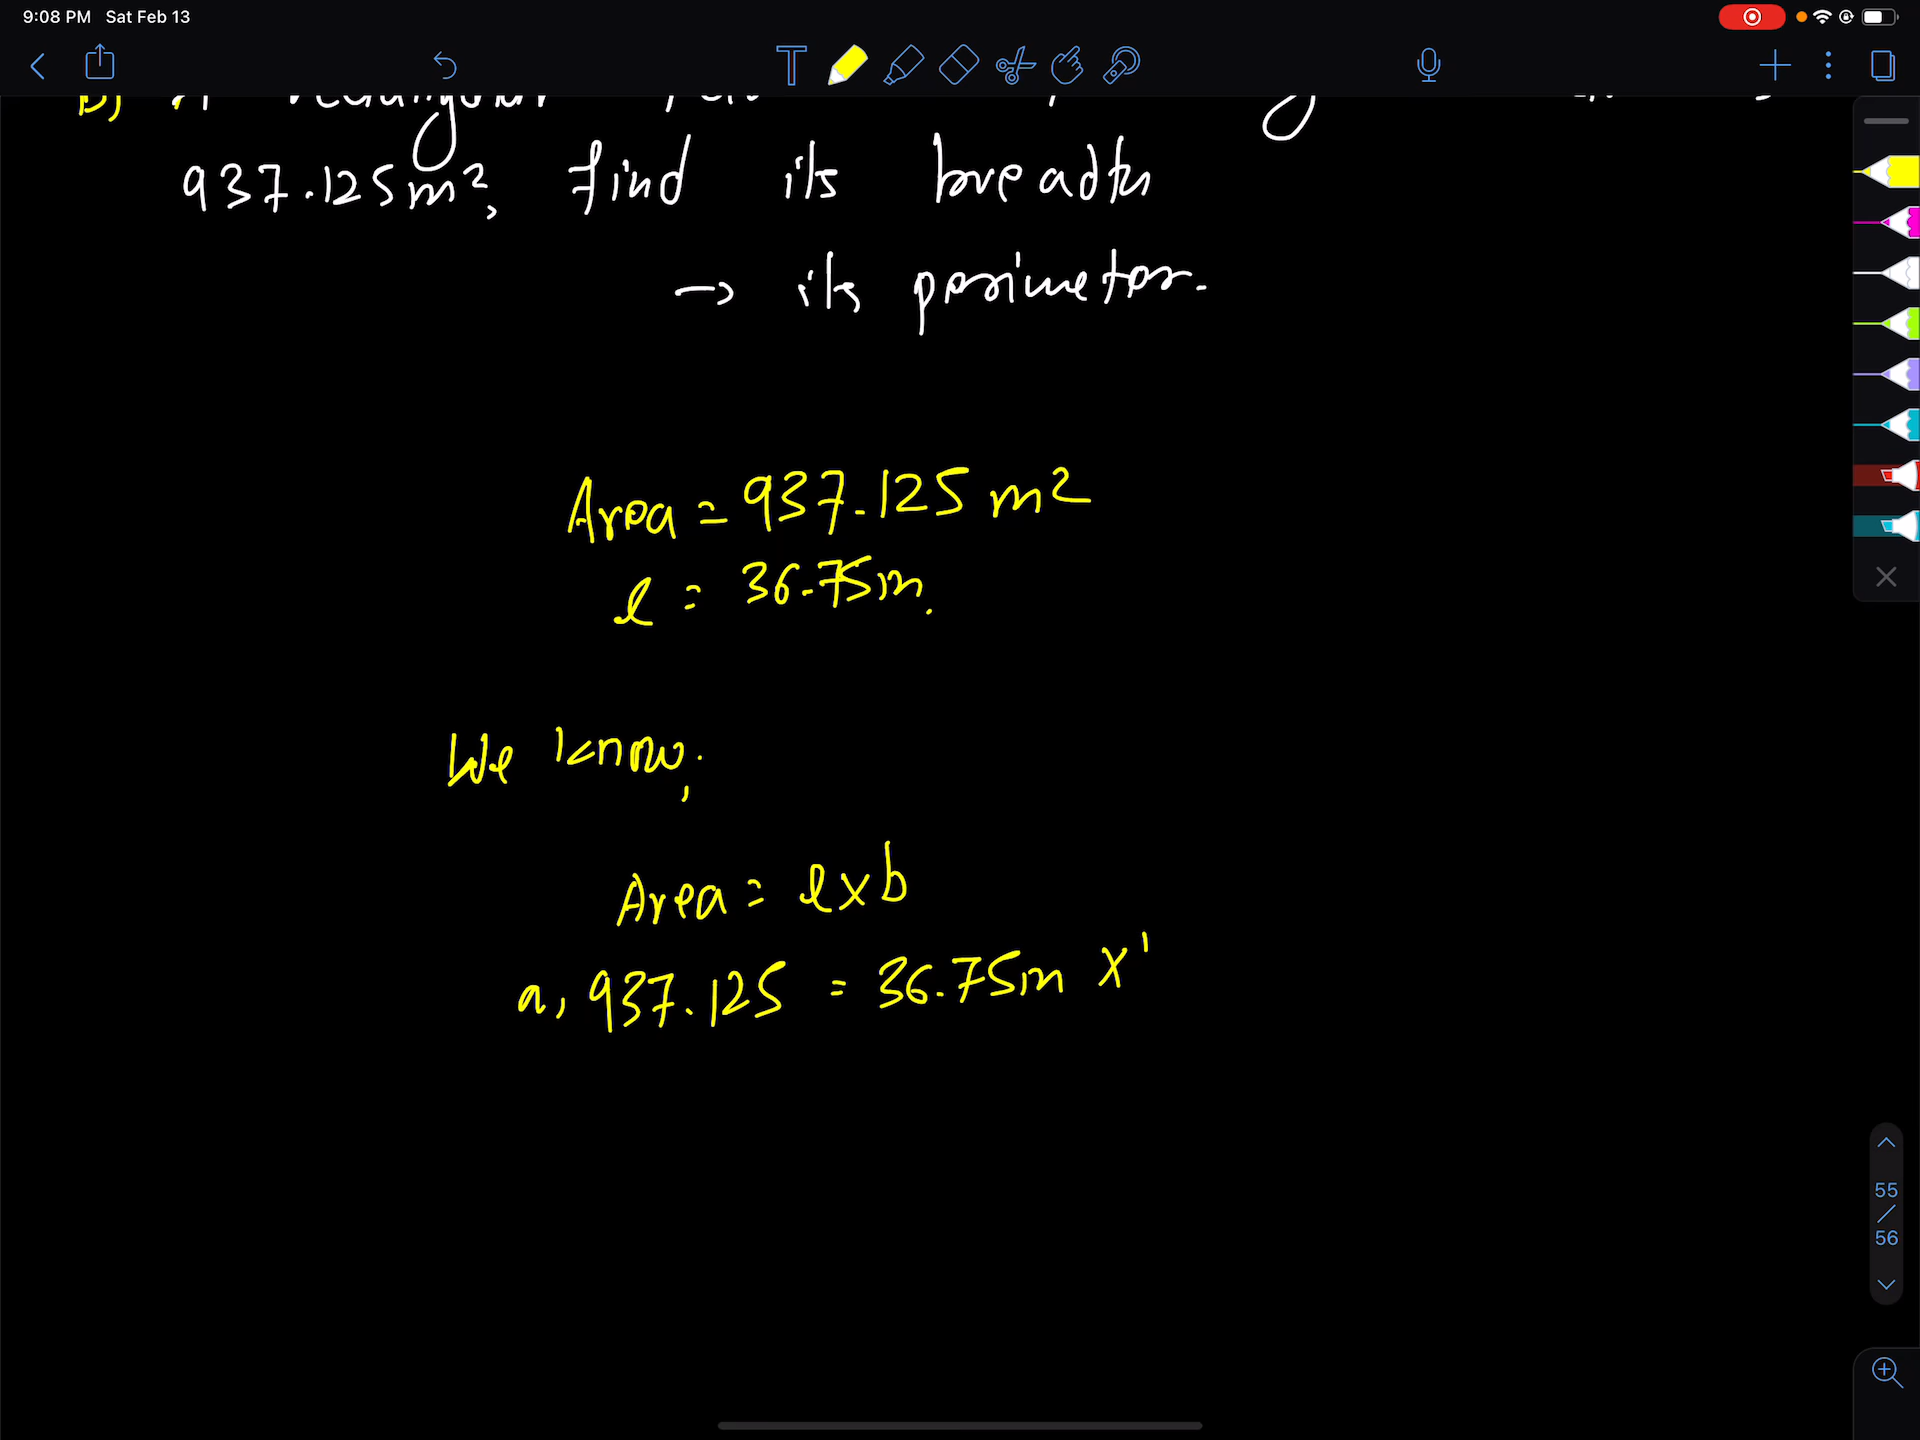 9:08 PM Sat Feb 13
937.125m², find its breadth
→ its perimeter.
Area = 937.125 m²
l = 36.75m.
We know,
Area = l×b
a, 937.125 = 36.75m ×
55
/
56